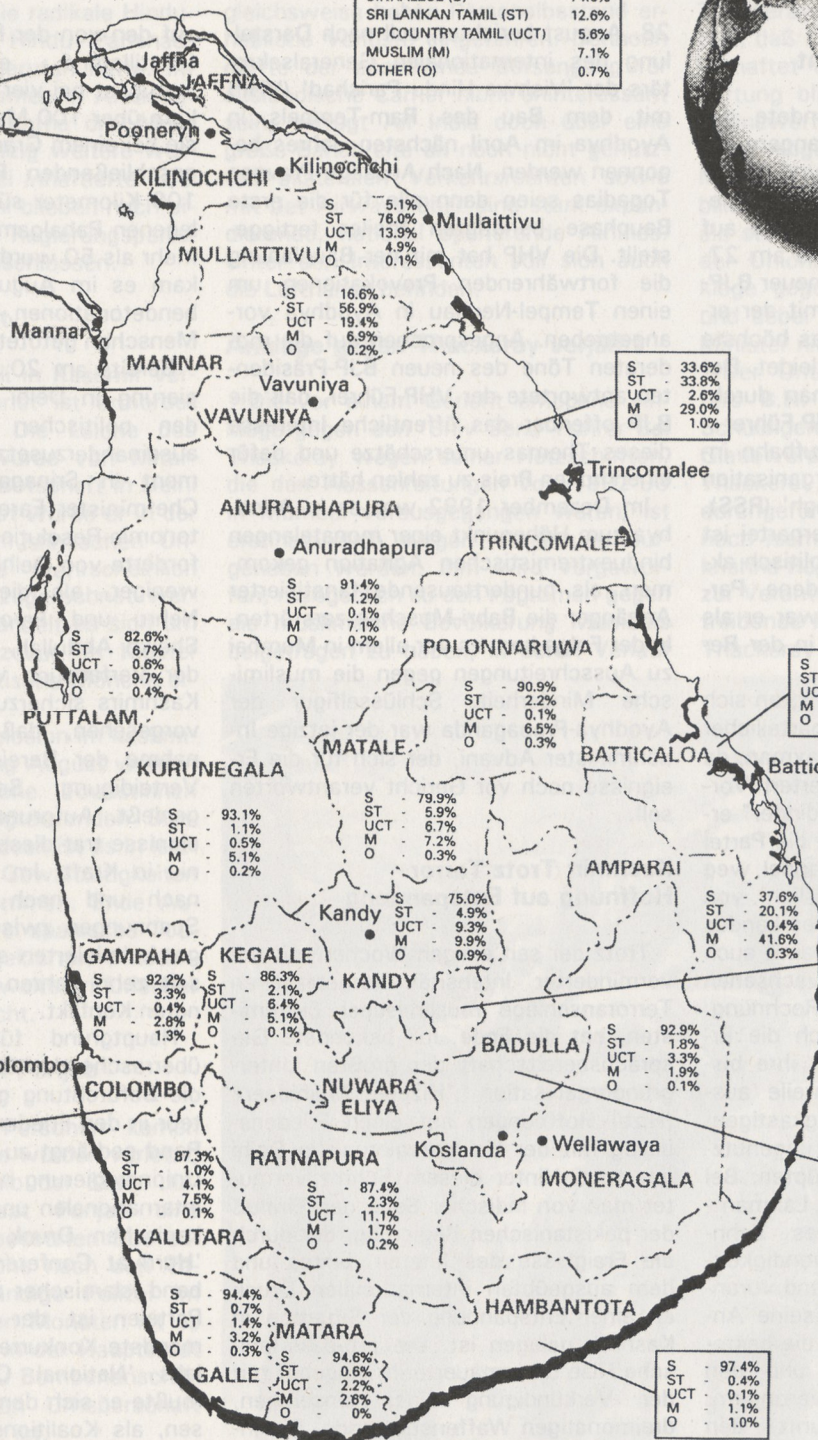 SRI LANKAN TAMIL (ST) 12.6%
UP COUNTRY TAMIL (UCT) 5.6%
MUSLIM (M) 7.1%
OTHER (O) 0.7%
Jaffna
JAFFNA
Pooneryn
Kilinochchi
KILINOCHCHI
S - 5.1%
ST - 76.0%
UCT - 13.9%
M - 4.9%
O - 0.1%
Mullaittivu
MULLAITTIVU
S - 16.6%
ST - 56.9%
UCT - 19.4%
M - 6.9%
O - 0.2%
Mannar
MANNAR
Vavuniya
VAVUNIYA
S - 33.6%
ST - 33.8%
UCT - 2.6%
M - 29.0%
O - 1.0%
Trincomalee
ANURADHAPURA
Anuradhapura
TRINCOMALEE
S - 91.4%
ST - 1.2%
UCT - 0.1%
M - 7.1%
O - 0.2%
S - 82.6%
ST - 6.7%
UCT - 0.6%
M - 9.7%
O - 0.4%
POLONNARUWA
S - 90.9%
ST - 2.2%
UCT - 0.1%
M - 6.5%
O - 0.3%
S
ST
UC
M
O
PUTTALAM
MATALE
BATTICALOA
KURUNEGALA
Battic
S - 93.1%
ST - 1.1%
UCT - 0.5%
M - 5.1%
O - 0.2%
S - 79.9%
ST - 5.9%
UCT - 6.7%
M - 7.2%
O - 0.3%
AMPARAI
Kandy
S - 75.0%
ST - 4.9%
UCT - 9.3%
M - 9.9%
O - 0.9%
S - 37.6%
ST - 20.1%
UCT - 0.4%
M - 41.6%
O - 0.3%
GAMPAHA
KEGALLE
KANDY
S - 92.2%
ST - 3.3%
UCT - 0.4%
M - 2.8%
O - 1.3%
S - 86.3%
ST - 2.1%
UCT - 6.4%
M - 5.1%
O - 0.1%
BADULLA
S - 92.9%
ST - 1.8%
UCT - 3.3%
M - 1.9%
O - 0.1%
olombo
COLOMBO
NUWARA
ELIYA
Koslanda
Wellawaya
RATNAPURA
MONERAGALA
S - 87.3%
ST - 1.0%
UCT - 4.1%
M - 7.5%
O - 0.1%
S - 87.4%
ST - 2.3%
UCT - 11.1%
M - 1.7%
O - 0.2%
KALUTARA
HAMBANTOTA
S - 94.4%
ST - 0.7%
UCT - 1.4%
M - 3.2%
O - 0.3%
MATARA
GALLE
S - 94.6%
ST - 0.6%
UCT - 2.2%
M - 2.6%
O - 0%
S - 97.4%
ST - 0.4%
UCT - 0.1%
M - 1.1%
O - 1.0%